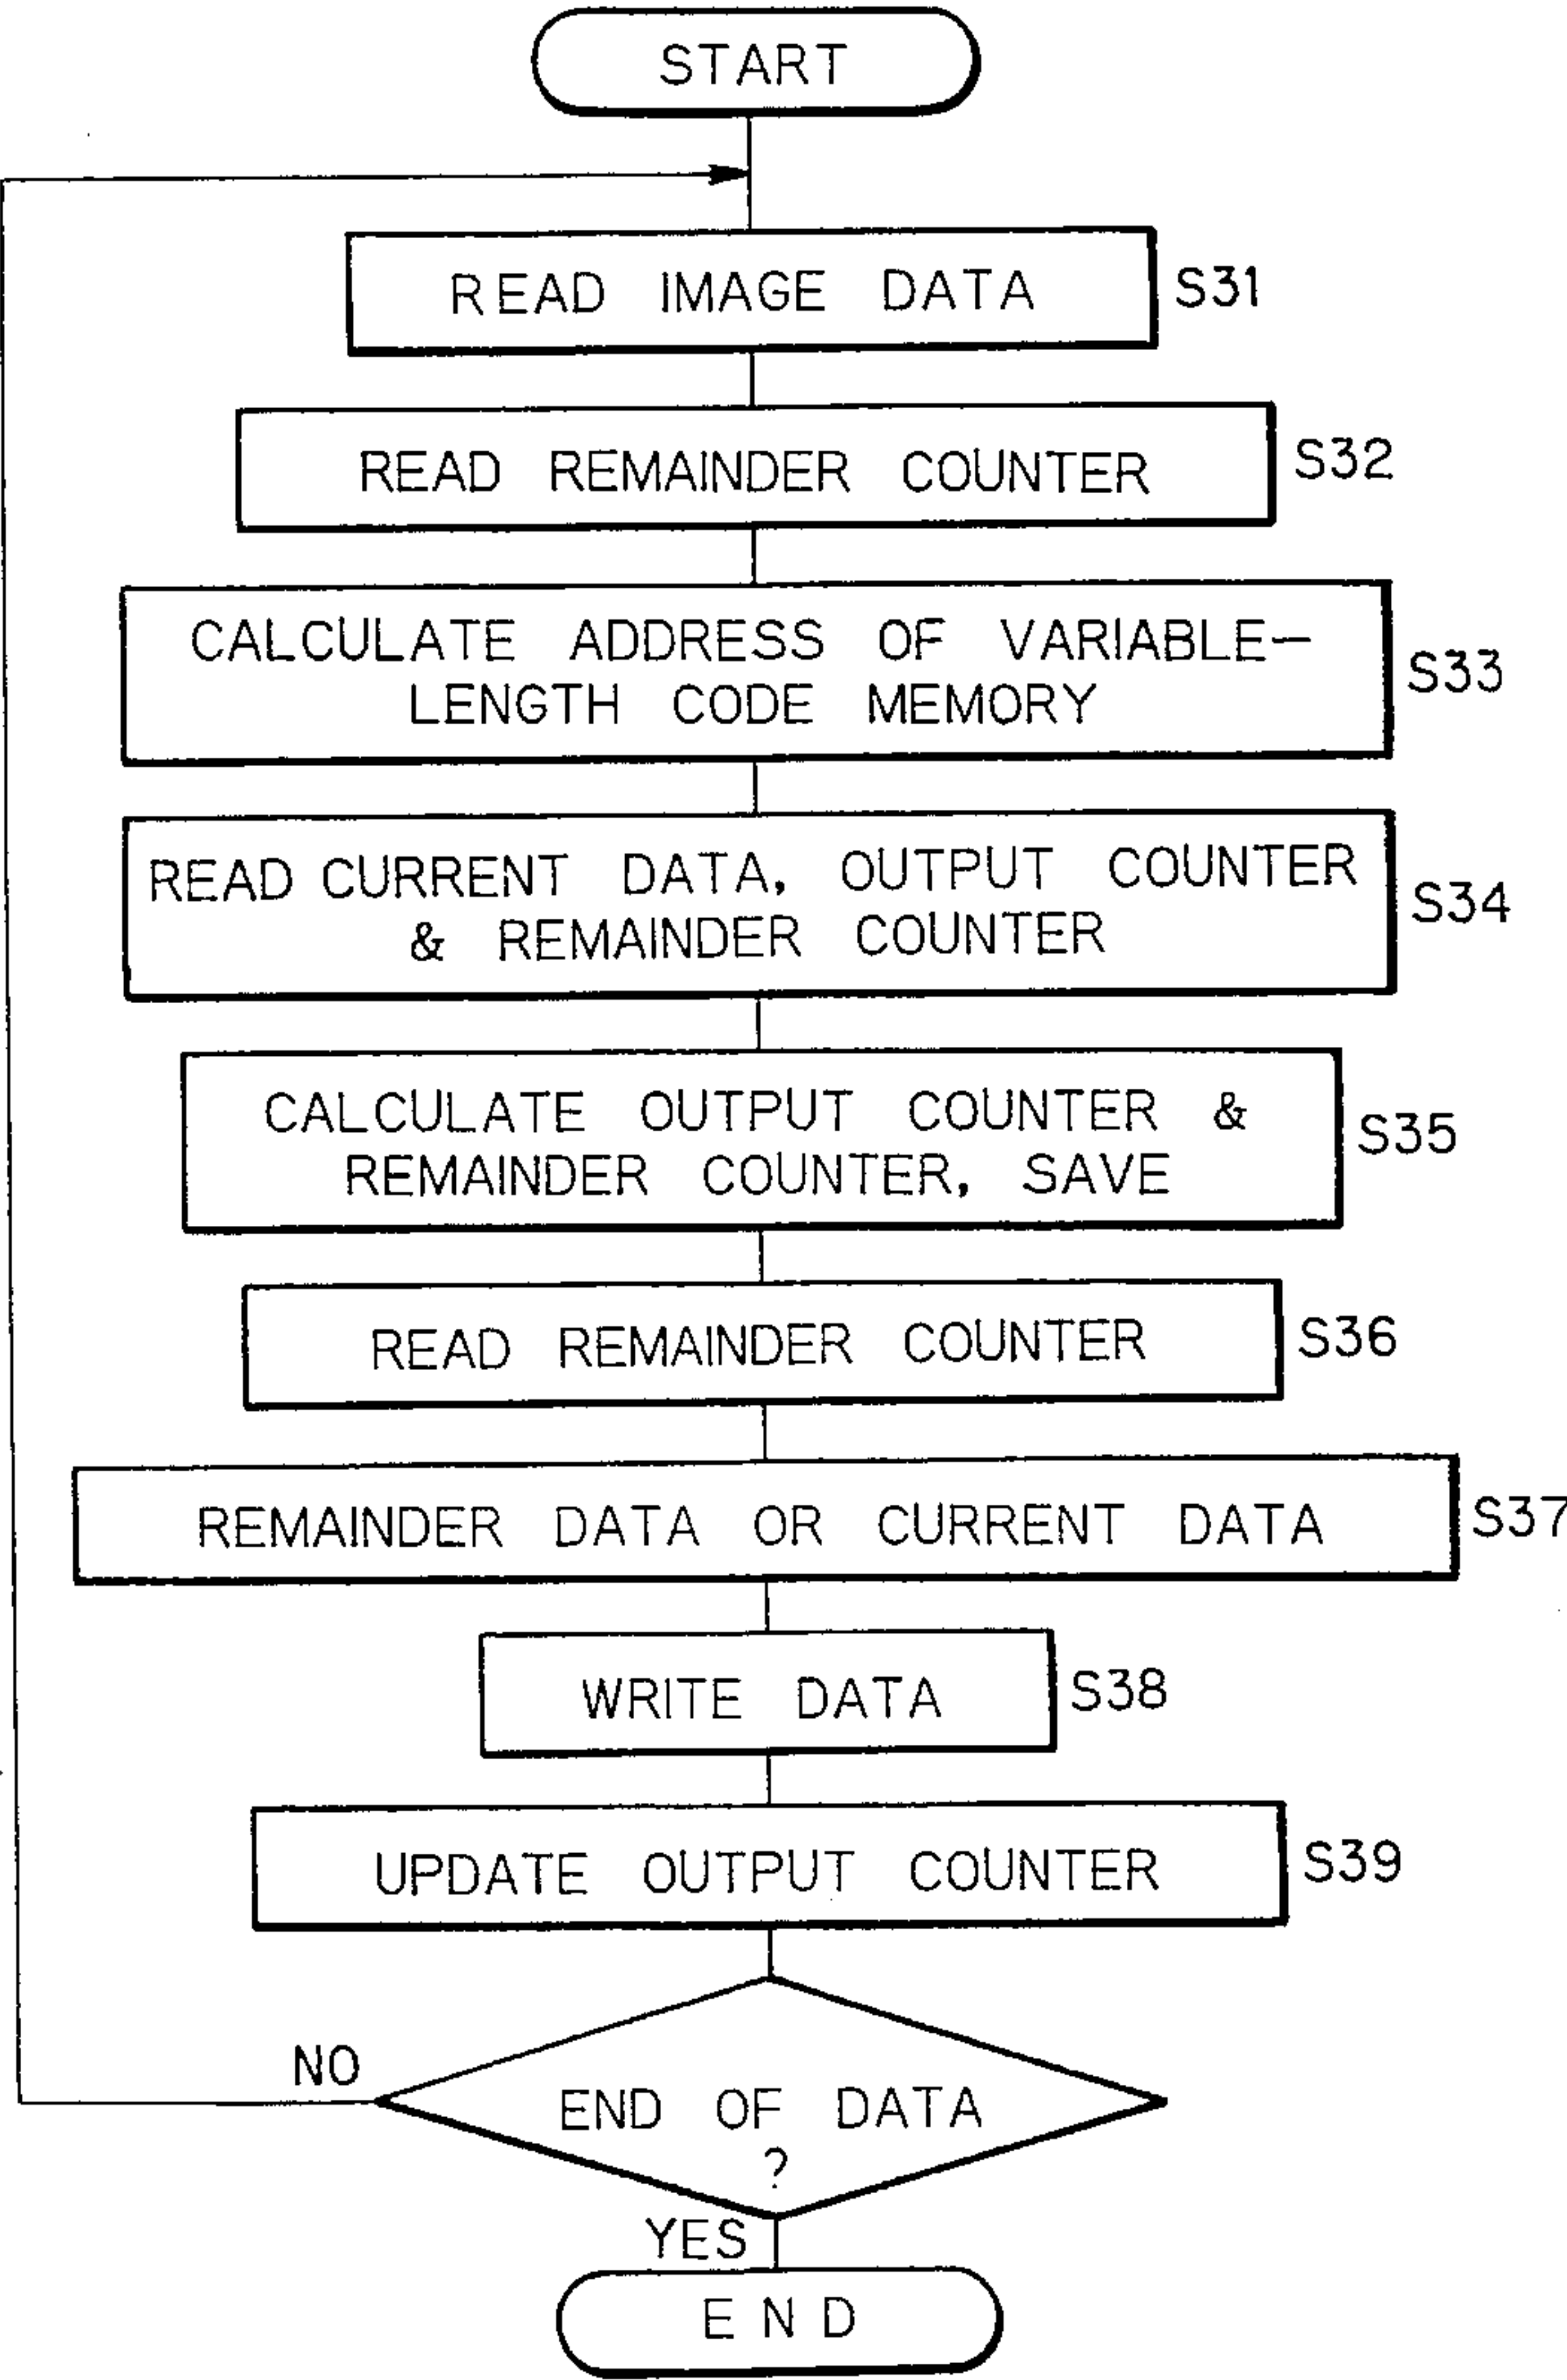 START
READ IMAGE DATA S31
READ REMAINDER COUNTER S32
CALCULATE ADDRESS OF VARIABLE-
LENGTH CODE MEMORY
S33
READ CURRENT DATA, OUTPUT COUNTER
& REMAINDER COUNTER
S34
CALCULATE OUTPUT COUNTER &
REMAINDER COUNTER, SAVE
S35
READ REMAINDER COUNTER S36
REMAINDER DATA OR CURRENT DATA S37
WRITE DATA S38
UPDATE OUTPUT COUNTER S39
NO
END OF DATA
?
YES
END